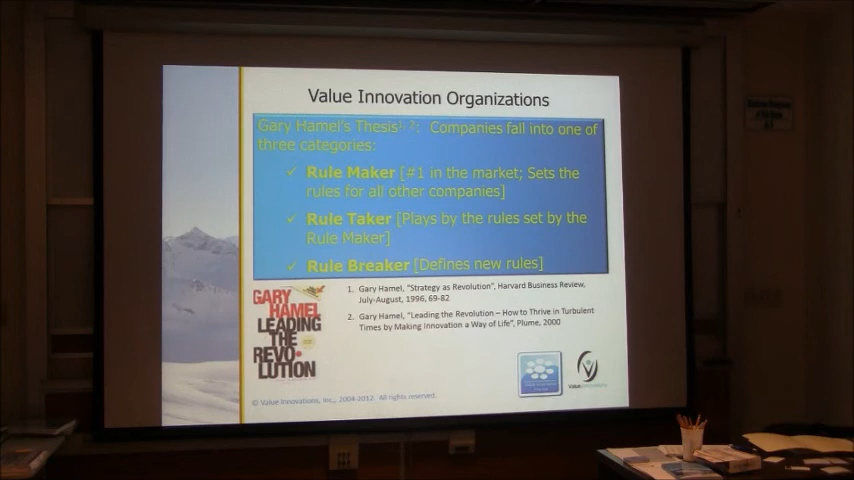 Value Innovation Organizations
Gary Hamel's Thesis1, 2: Companies fall into one of
three categories:
✓ Rule Maker [#1 in the market; Sets the
rules for all other companies]
✓ Rule Taker [Plays by the rules set by the
Rule Maker]
✓ Rule Breaker [Defines new rules]
1. Gary Hamel, "Strategy as Revolution", Harvard Business Review,
July-August, 1996, 69-82
2. Gary Hamel, "Leading the Revolution – How to Thrive in Turbulent
Times by Making Innovation a Way of Life", Plume, 2000
GARY
HAMEL
LEADING
THE
REVO-
LUTION
valueinnovations
© Value Innovations, Inc., 2004-2012. All rights reserved.